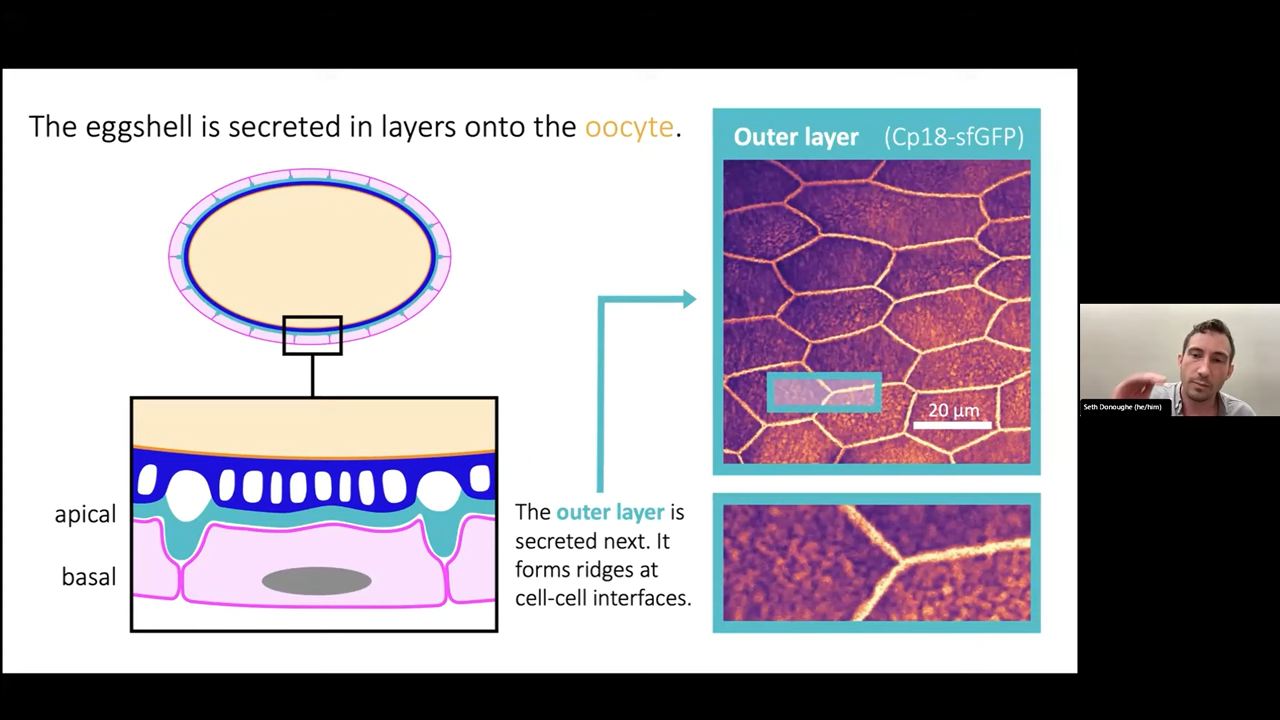 The eggshell is secreted in layers onto the oocyte.
Outer layer (Cp18-sfGFP)
20 µm
apical
basal
The outer layer is
secreted next. It
forms ridges at
cell-cell interfaces.
Seth Donoughe (he/him)